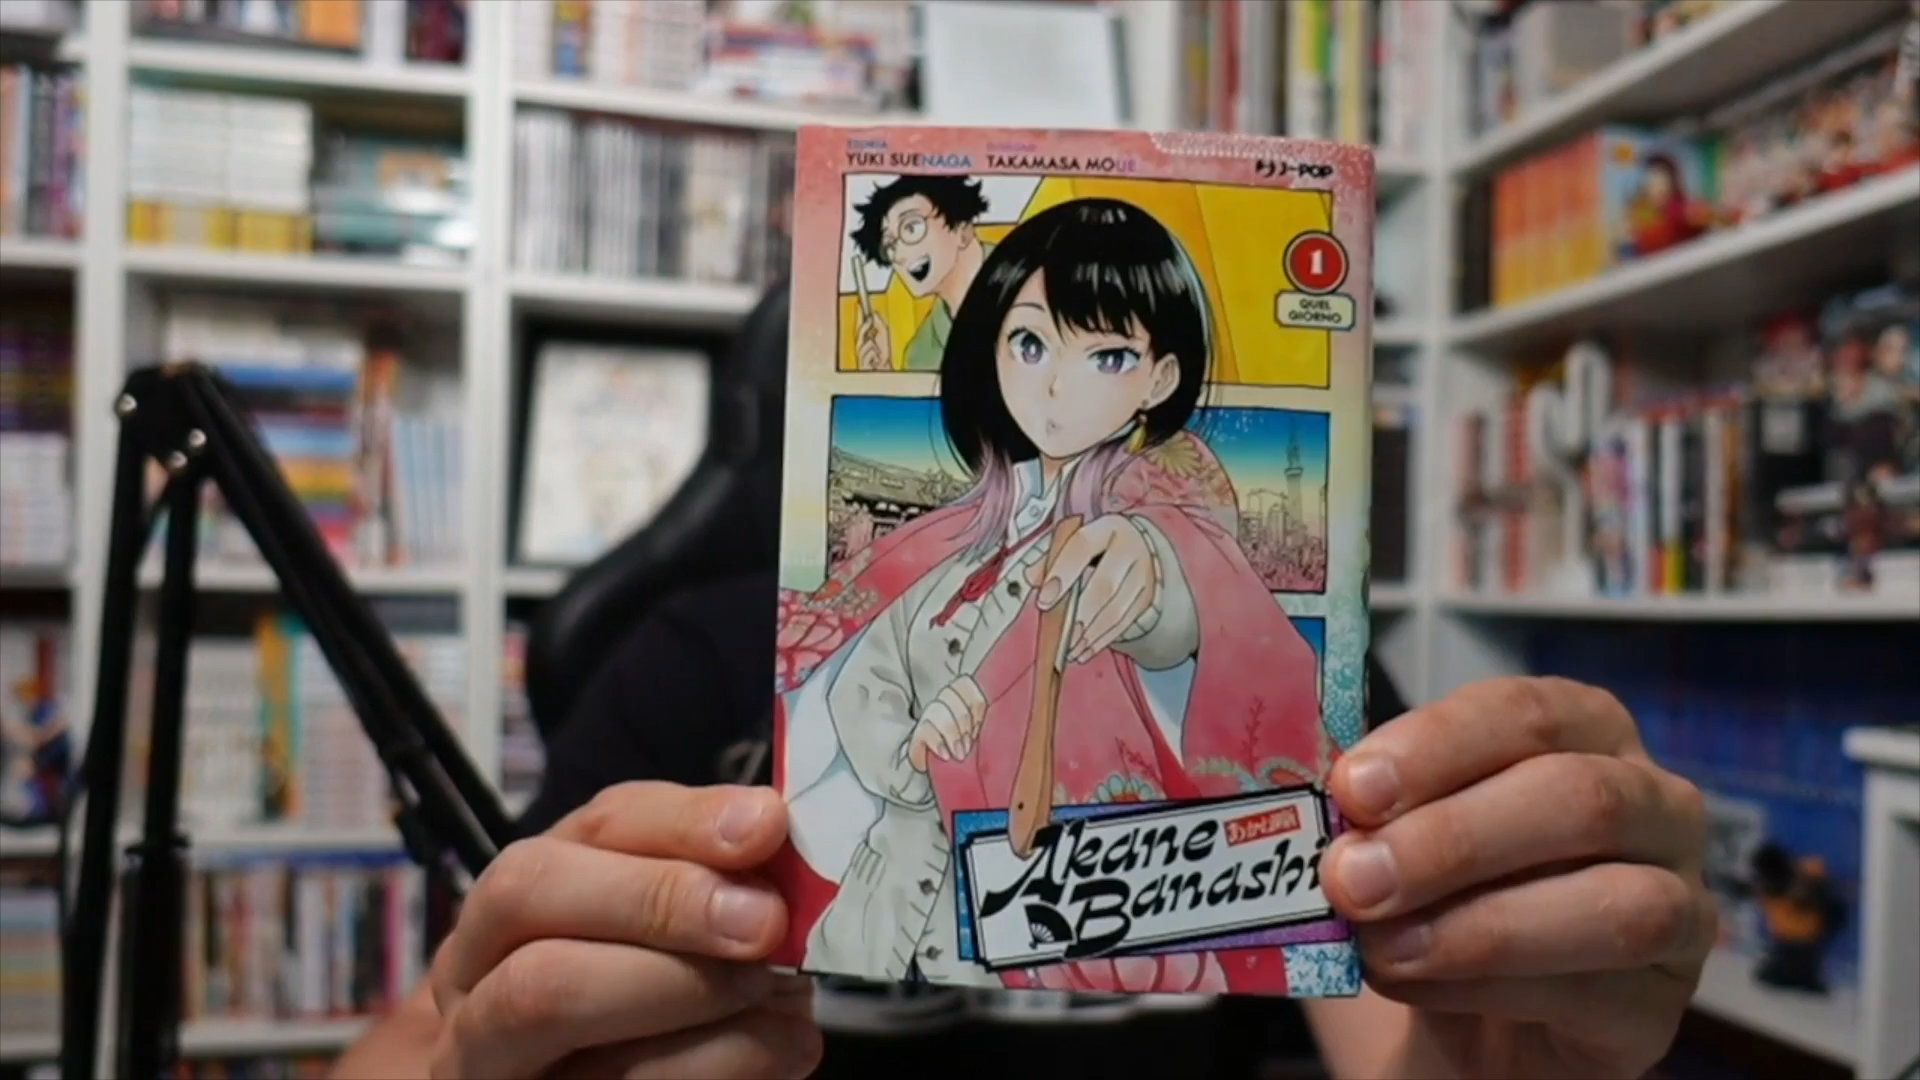 STORIA
YUKI SUENAGA
DISEGNI
TAKAMASA MOUE
J-POP
1
QUEL
GIORNO
Akane
あかね噺
Banashi